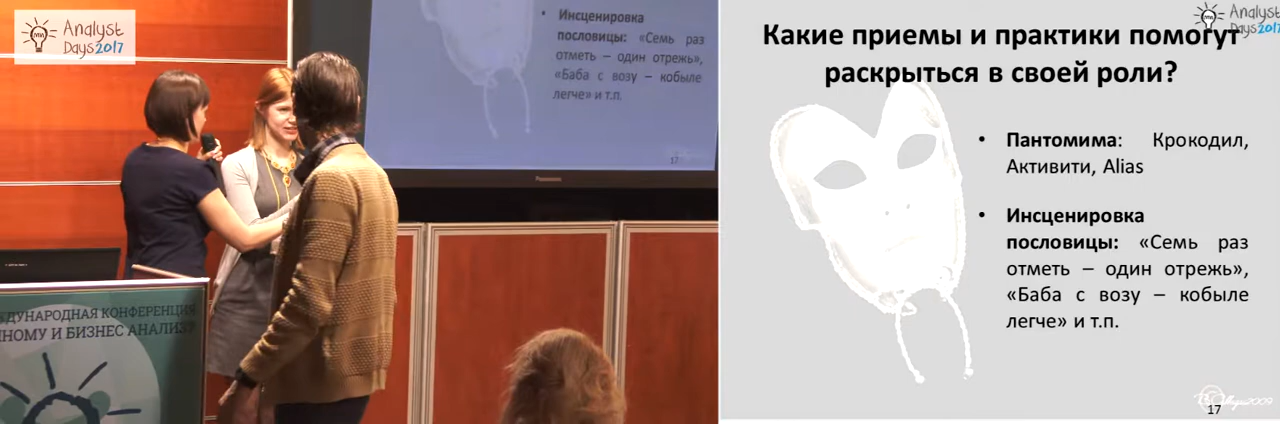 Analyst
Days 2017
• Инсценировка
пословицы: «Семь раз
отметь – один отрежь»,
«Баба с возу – кобыле
легче» и т.п.
17
Panasonic
ДУНАРОДНАЯ КОНФЕРЕНЦИЯ
НОМУ И БИЗНЕС АНАЛИЗУ
Analyst
Days 2017
Какие приемы и практики помогут
раскрыться в своей роли?
• Пантомима: Крокодил,
Активити, Alias
• Инсценировка
пословицы: «Семь раз
отметь – один отрежь»,
«Баба с возу – кобыле
легче» и т.п.
17